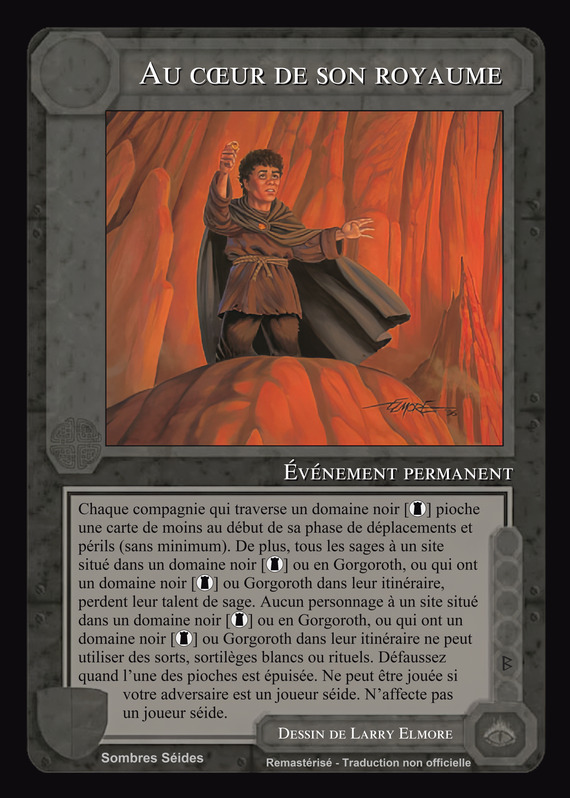 Au cœur de son royaume
ELMORE
Événement permanent
Chaque compagnie qui traverse un domaine noir [] pioche
une carte de moins au début de sa phase de déplacements et
périls (sans minimum). De plus, tous les sages à un site
situé dans un domaine noir [] ou en Gorgoroth, ou qui ont
un domaine noir [] ou Gorgoroth dans leur itinéraire,
perdent leur talent de sage. Aucun personnage à un site situé
dans un domaine noir [] ou en Gorgoroth, ou qui ont un
domaine noir [] ou Gorgoroth dans leur itinéraire ne peut
utiliser des sorts, sortilèges blancs ou rituels. Défaussez
quand l’une des pioches est épuisée. Ne peut être jouée si
votre adversaire est un joueur séide. N’affecte pas
un joueur séide.
Dessin de Larry Elmore
Sombres Séides
Remastérisé - Traduction non officielle